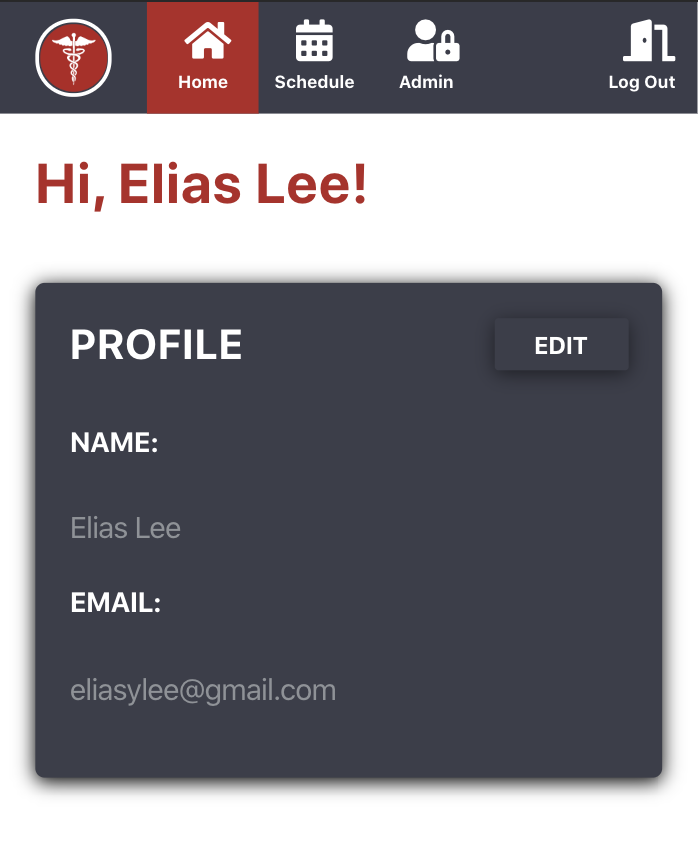 Home
Schedule
Admin
Log Out
Hi, Elias Lee!
PROFILE
EDIT
NAME:
Elias Lee
EMAIL:
eliasylee@gmail.com